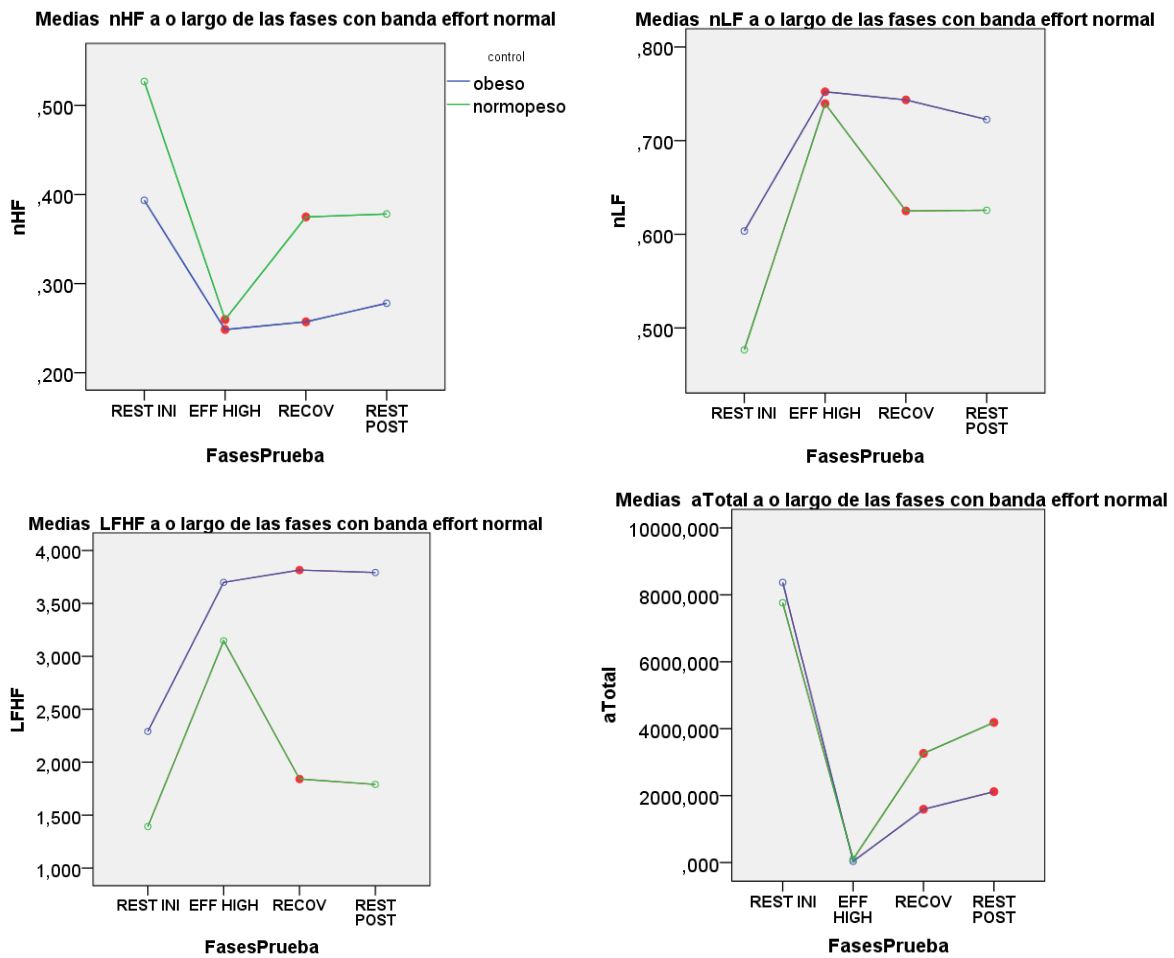 Medias nHF a o largo de las fases con banda effort normal
control
obeso
normopeso
,500
,400
,300
,200
nHF
REST INI
EFF HIGH
RECOV
REST
POST
FasesPrueba
Medias nLF a o largo de las fases con banda effort normal
,800
,700
,600
,500
nLF
REST INI
EFF HIGH
RECOV
REST
POST
FasesPrueba
Medias LFHF a o largo de las fases con banda effort normal
4,000
3,500
3,000
2,500
2,000
1,500
1,000
LFHF
REST INI
EFF HIGH
RECOV
REST
POST
FasesPrueba
Medias aTotal a o largo de las fases con banda effort normal
10000,000
8000,000
6000,000
4000,000
2000,000
,000
aTotal
REST INI
EFF
HIGH
RECOV
REST
POST
FasesPrueba